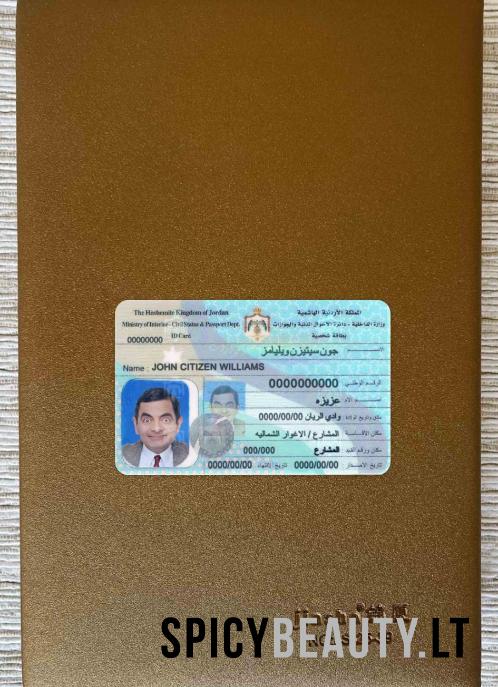 The Hashemite Kingdom of Jordan
المملكة الأردنية الهاشمية
Ministry of Interior - Civil Status & Passport Dept.
وزارة الداخلية - دائرة الأحوال المدنية والجوازات
ID Card
بطاقة شخصية
00000000
الاســم: جون سيتيزن ويليامز
Name : JOHN CITIZEN WILLIAMS
الرقم الوطني: 0000000000
اســم الأم: عزيزه
مكان وتاريخ الولادة: وادي الريان 0000/00/00
مكان الاقامة: المشارع / الاغوار الشماليه
مكان ورقم القيد: المشارع 000/000
تاريخ الاصدار: 0000/00/00 تاريخ الإنتهاء: 0000/00/00
SPICYBEAUTY.LT